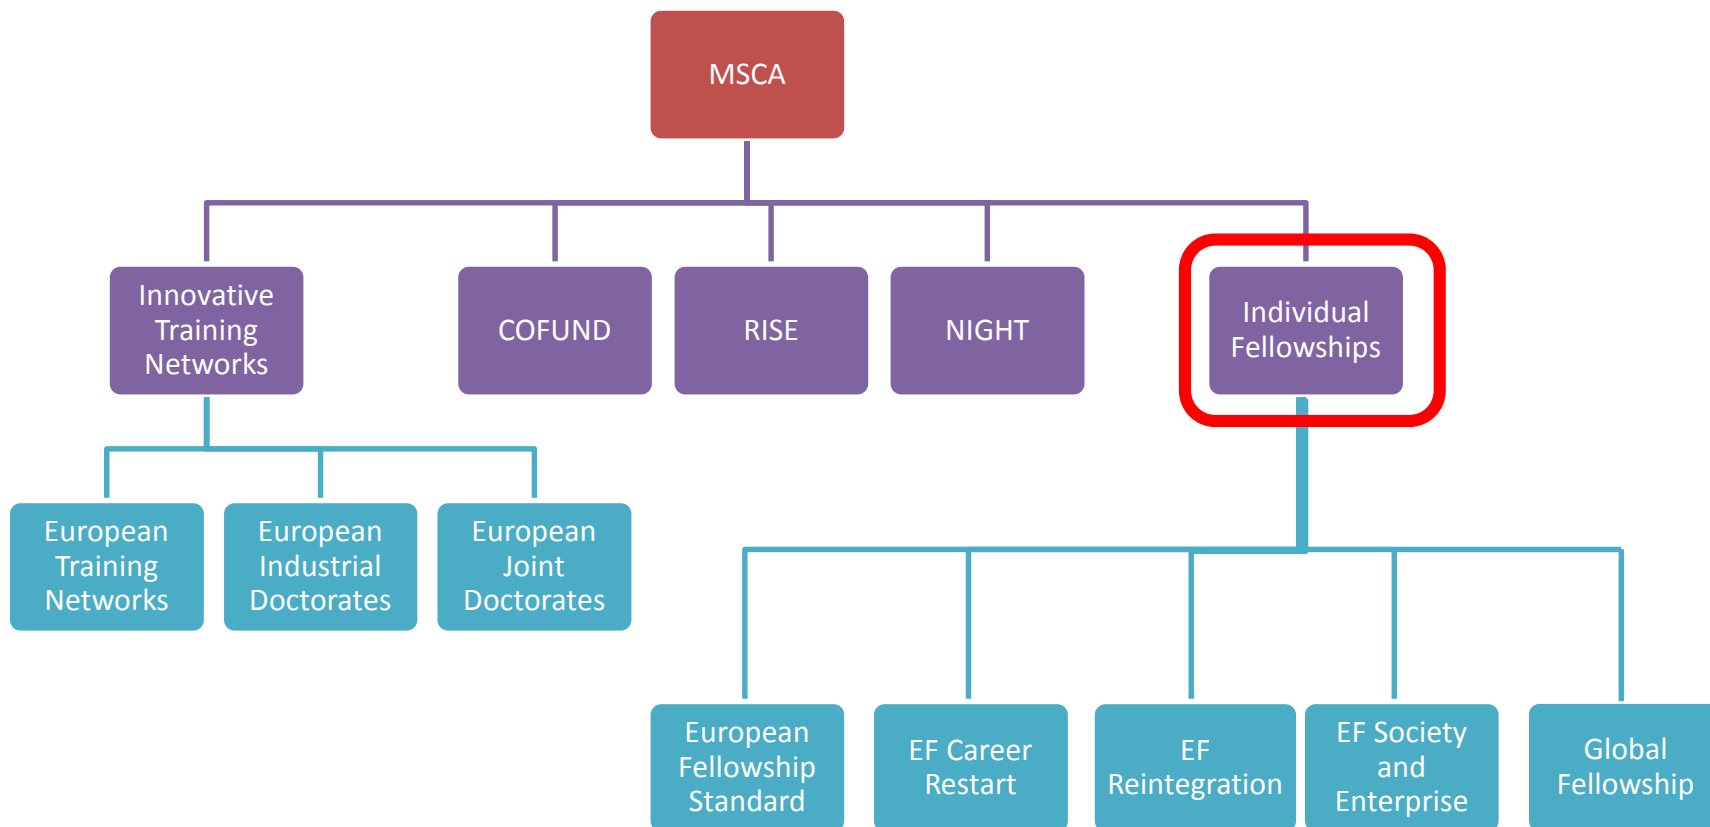 MSCA
Innovative
Training
Networks
COFUND
RISE
NIGHT
Individual
Fellowships
European
Training
Networks
European
Industrial
Doctorates
European
Joint
Doctorates
European
Fellowship
Standard
EF Career
Restart
EF
Reintegration
EF Society
and
Enterprise
Global
Fellowship